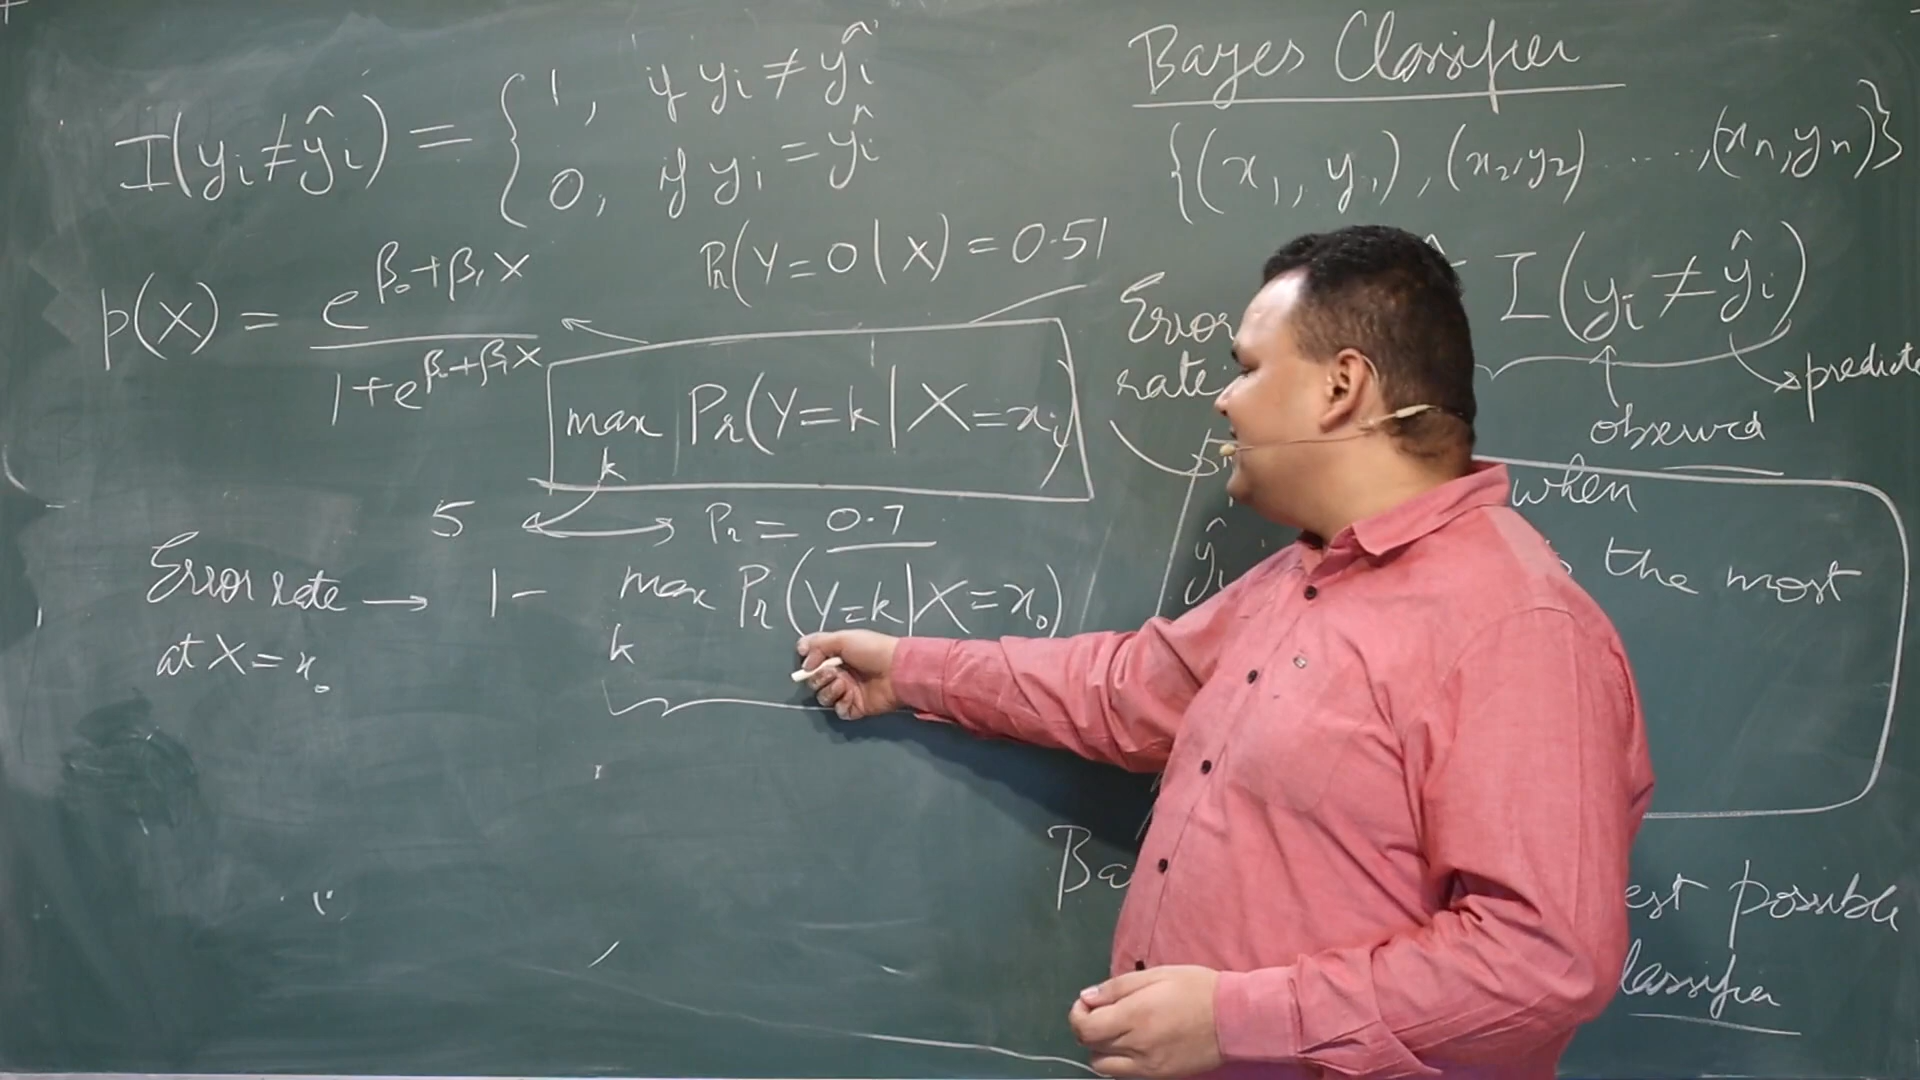 I(yi ≠ ŷi) = { 1, if yi ≠ ŷi
0, if yi = ŷi
p(X) = e^(β0+β1X) / 1+e^(β0+β1X)
Pr(Y=0|X) = 0.51
max k Pr(Y=k|X=xi)
5 Pr = 0.7
Error rate at X=x0 → 1- max k Pr(Y=k|X=x0)
Bayes Classifier
{(x1, y1), (x2,y2) ....., (xn,yn)}
Error rate I(yi ≠ ŷi)
observed
when
ŷi the most
possible